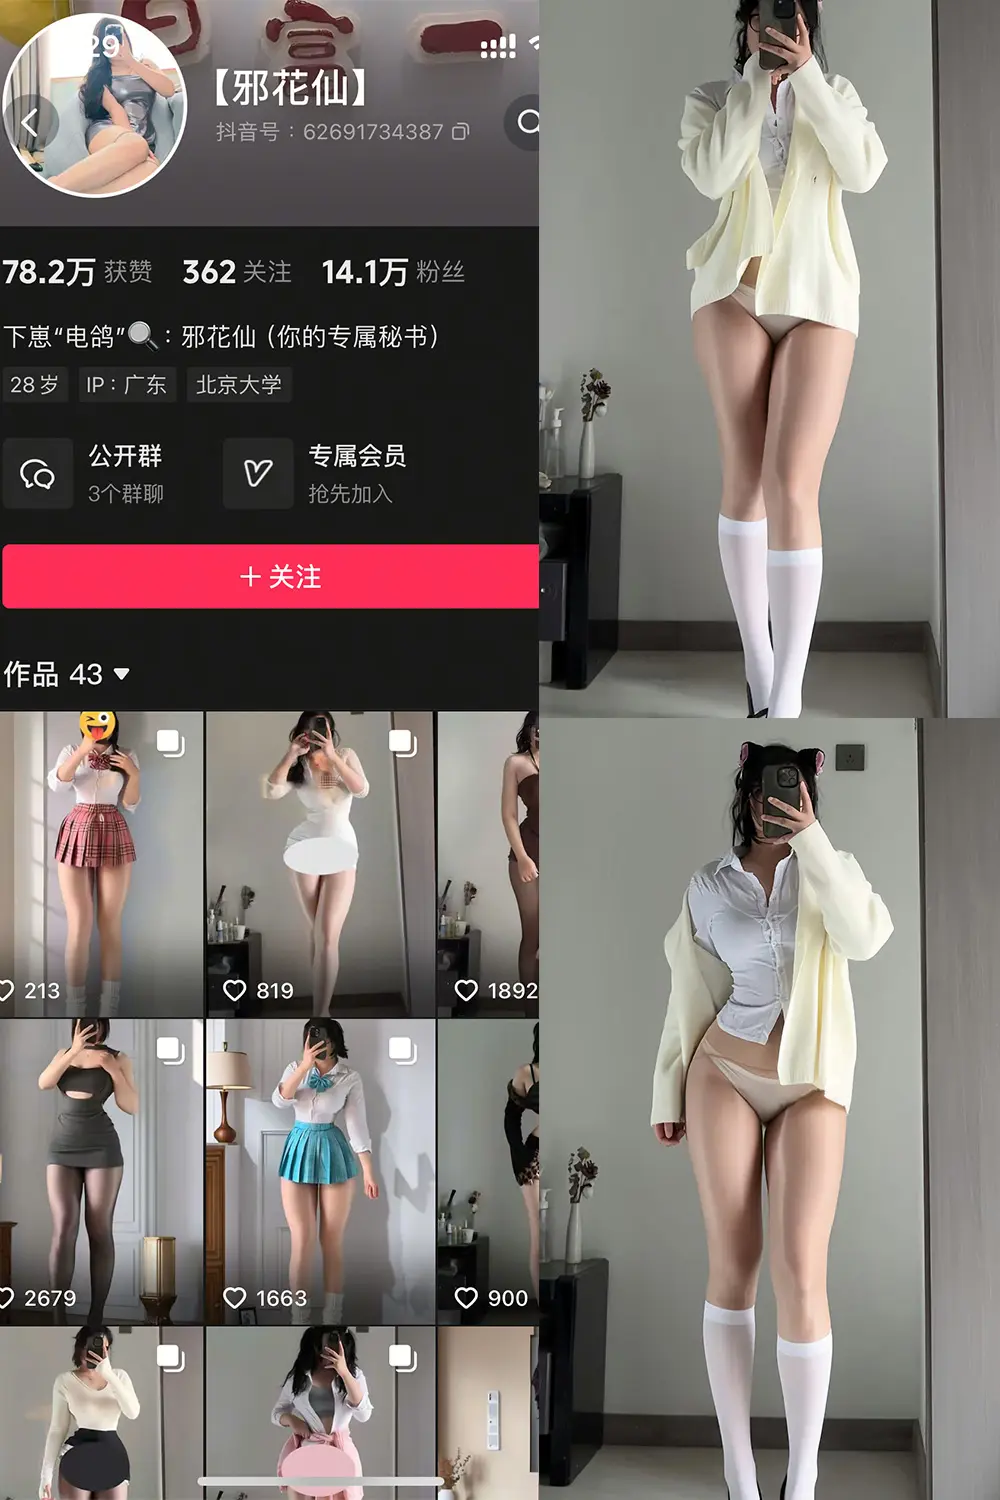 29
【邪花仙】
抖音号：62691734387
78.2万 获赞 362 关注 14.1万 粉丝
下崽“电鸽”🔍：邪花仙（你的专属秘书）
28岁 IP：广东 北京大学
公开群 专属会员
3个群聊 抢先加入
+ 关注
作品 43
213 819 1892
2679 1663 900